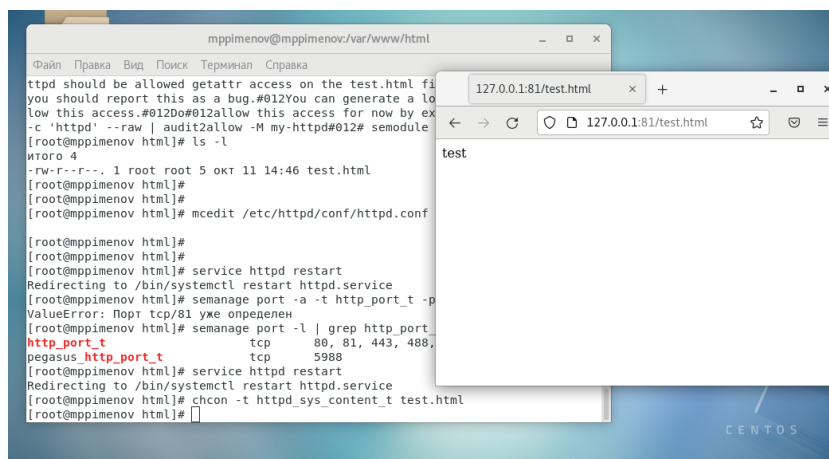 mppimenov@mppimenov:/var/www/html
Файл Правка Вид Поиск Терминал Справка
ttpd should be allowed getattr access on the test.html fi
you should report this as a bug.#012You can generate a lo
low this access.#012Do#012allow this access for now by ex
-c 'httpd' --raw | audit2allow -M my-httpd#012# semodule
[root@mppimenov html]# ls -l
итого 4
-rw-r--r--. 1 root root 5 окт 11 14:46 test.html
[root@mppimenov html]#
[root@mppimenov html]#
[root@mppimenov html]# mcedit /etc/httpd/conf/httpd.conf
[root@mppimenov html]#
[root@mppimenov html]#
[root@mppimenov html]# service httpd restart
Redirecting to /bin/systemctl restart httpd.service
[root@mppimenov html]# semanage port -a -t http_port_t -p
ValueError: Порт tcp/81 уже определен
[root@mppimenov html]# semanage port -l | grep http_port_
http_port_t tcp 80, 81, 443, 488,
pegasus_http_port_t tcp 5988
[root@mppimenov html]# service httpd restart
Redirecting to /bin/systemctl restart httpd.service
[root@mppimenov html]# chcon -t httpd_sys_content_t test.html
[root@mppimenov html]#
127.0.0.1:81/test.html
127.0.0.1:81/test.html
test
CENTOS